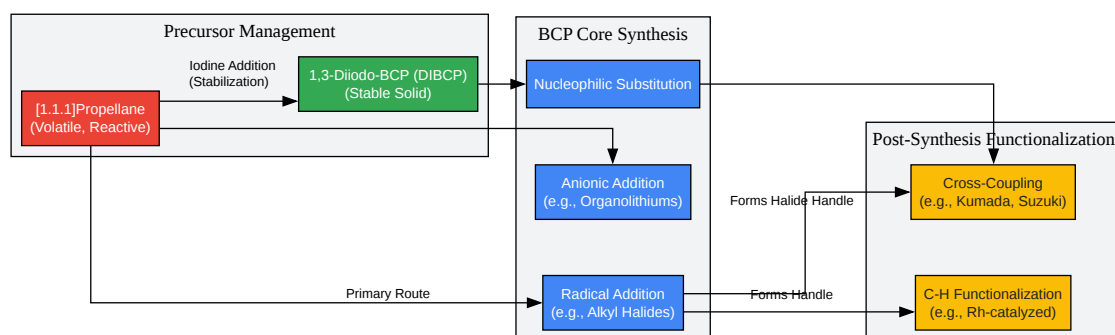 Precursor Management
BCP Core Synthesis
Iodine Addition
(Stabilization)
1,3-Diiodo-BCP (DIBCP)
(Stable Solid)
Nucleophilic Substitution
[1.1.1]Propellane
(Volatile, Reactive)
Post-Synthesis Functionalization
Anionic Addition
(e.g., Organolithiums)
Cross-Coupling
(e.g., Kumada, Suzuki)
Forms Halide Handle
Primary Route
Radical Addition
(e.g., Alkyl Halides)
Forms Handle
C-H Functionalization
(e.g., Rh-catalyzed)